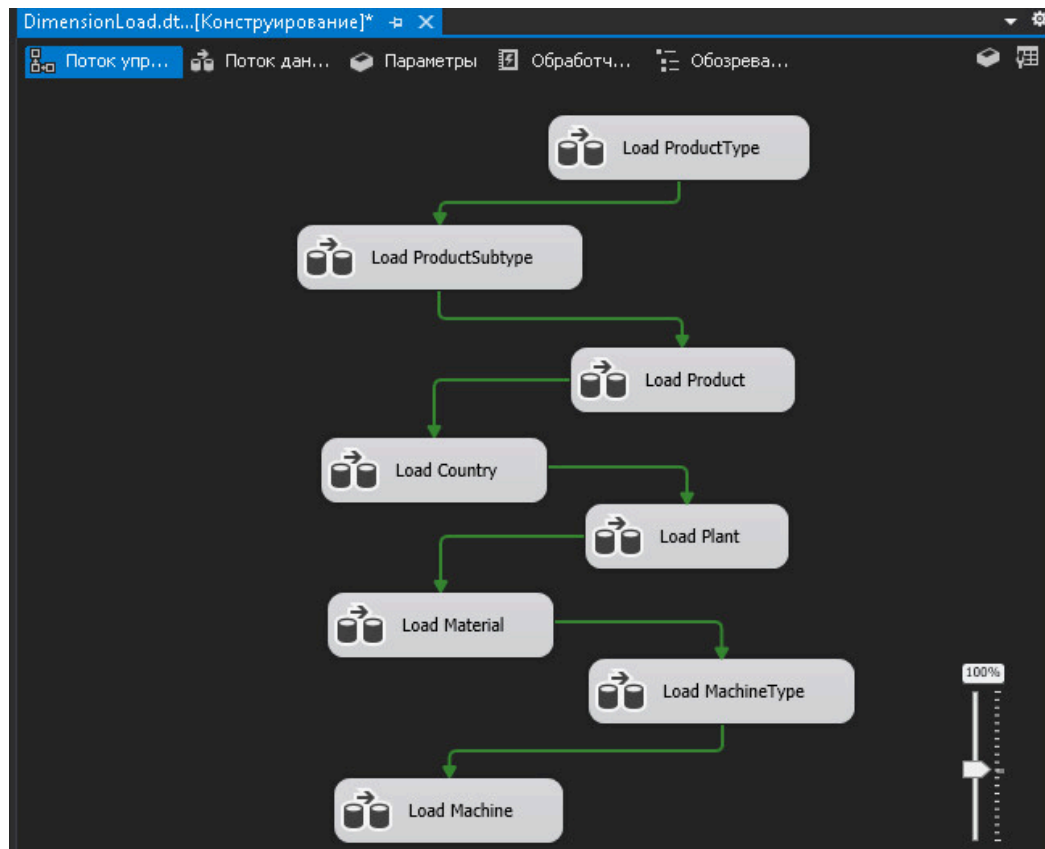 DimensionLoad.dt...[Конструирование]*
Поток упр... Поток дан... Параметры Обработч... Обозрева...
Load ProductType
Load ProductSubtype
Load Product
Load Country
Load Plant
Load Material
Load MachineType
100%
Load Machine